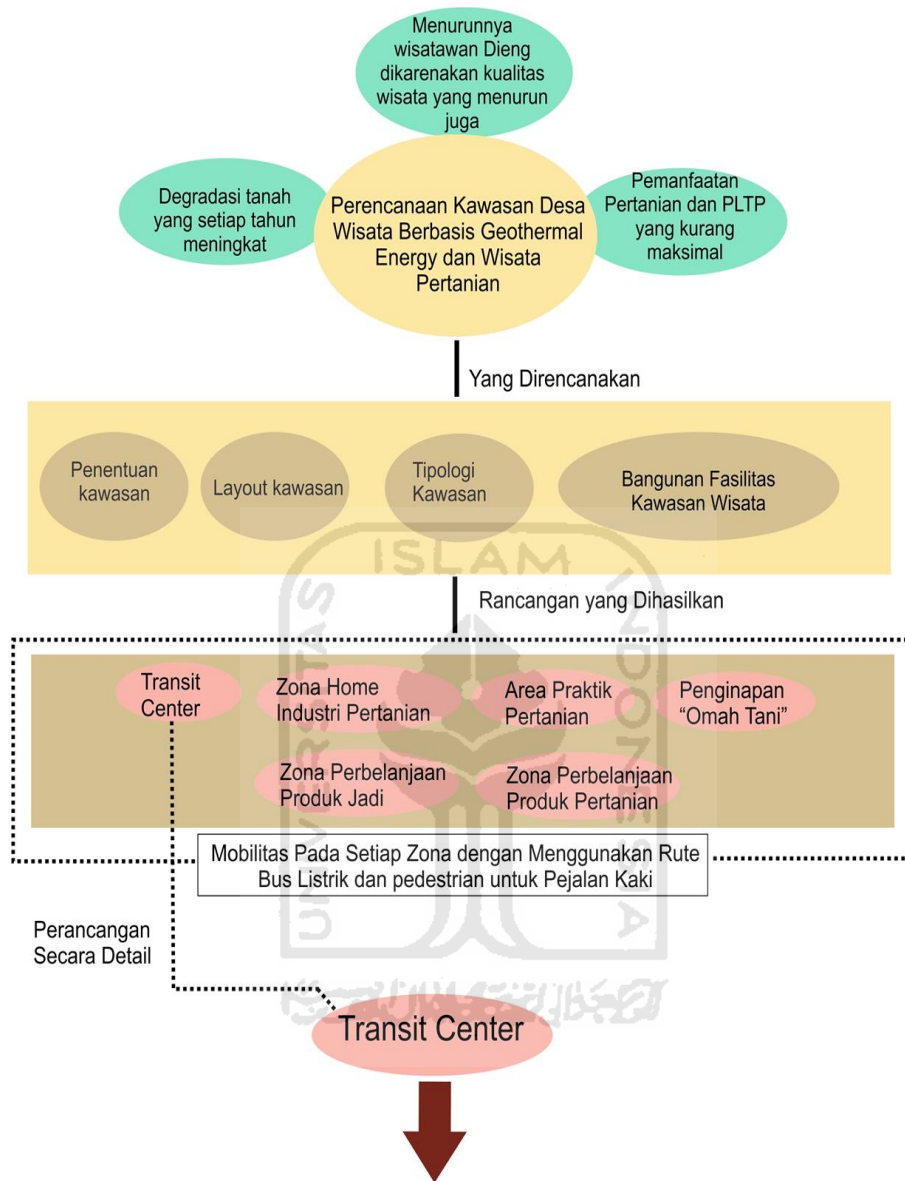 Menurunnya
wisatawan Dieng
dikarenakan kualitas
wisata yang menurun
juga
Degradasi tanah
yang setiap tahun
meningkat
Perencanaan Kawasan Desa
Wisata Berbasis Geothermal
Energy dan Wisata
Pertanian
Pemanfaatan
Pertanian dan PLTP
yang kurang
maksimal
Yang Direncanakan
Penentuan
kawasan
Layout kawasan
Tipologi
Kawasan
Bangunan Fasilitas
Kawasan Wisata
Rancangan yang Dihasilkan
Transit
Center
Zona Home
Industri Pertanian
Area Praktik
Pertanian
Penginapan
“Omah Tani”
Zona Perbelanjaan
Produk Jadi
Zona Perbelanjaan
Produk Pertanian
Mobilitas Pada Setiap Zona dengan Menggunakan Rute
Bus Listrik dan pedestrian untuk Pejalan Kaki
Perancangan
Secara Detail
Transit Center
UNIVERSITAS
ISLAM
INDONESIA